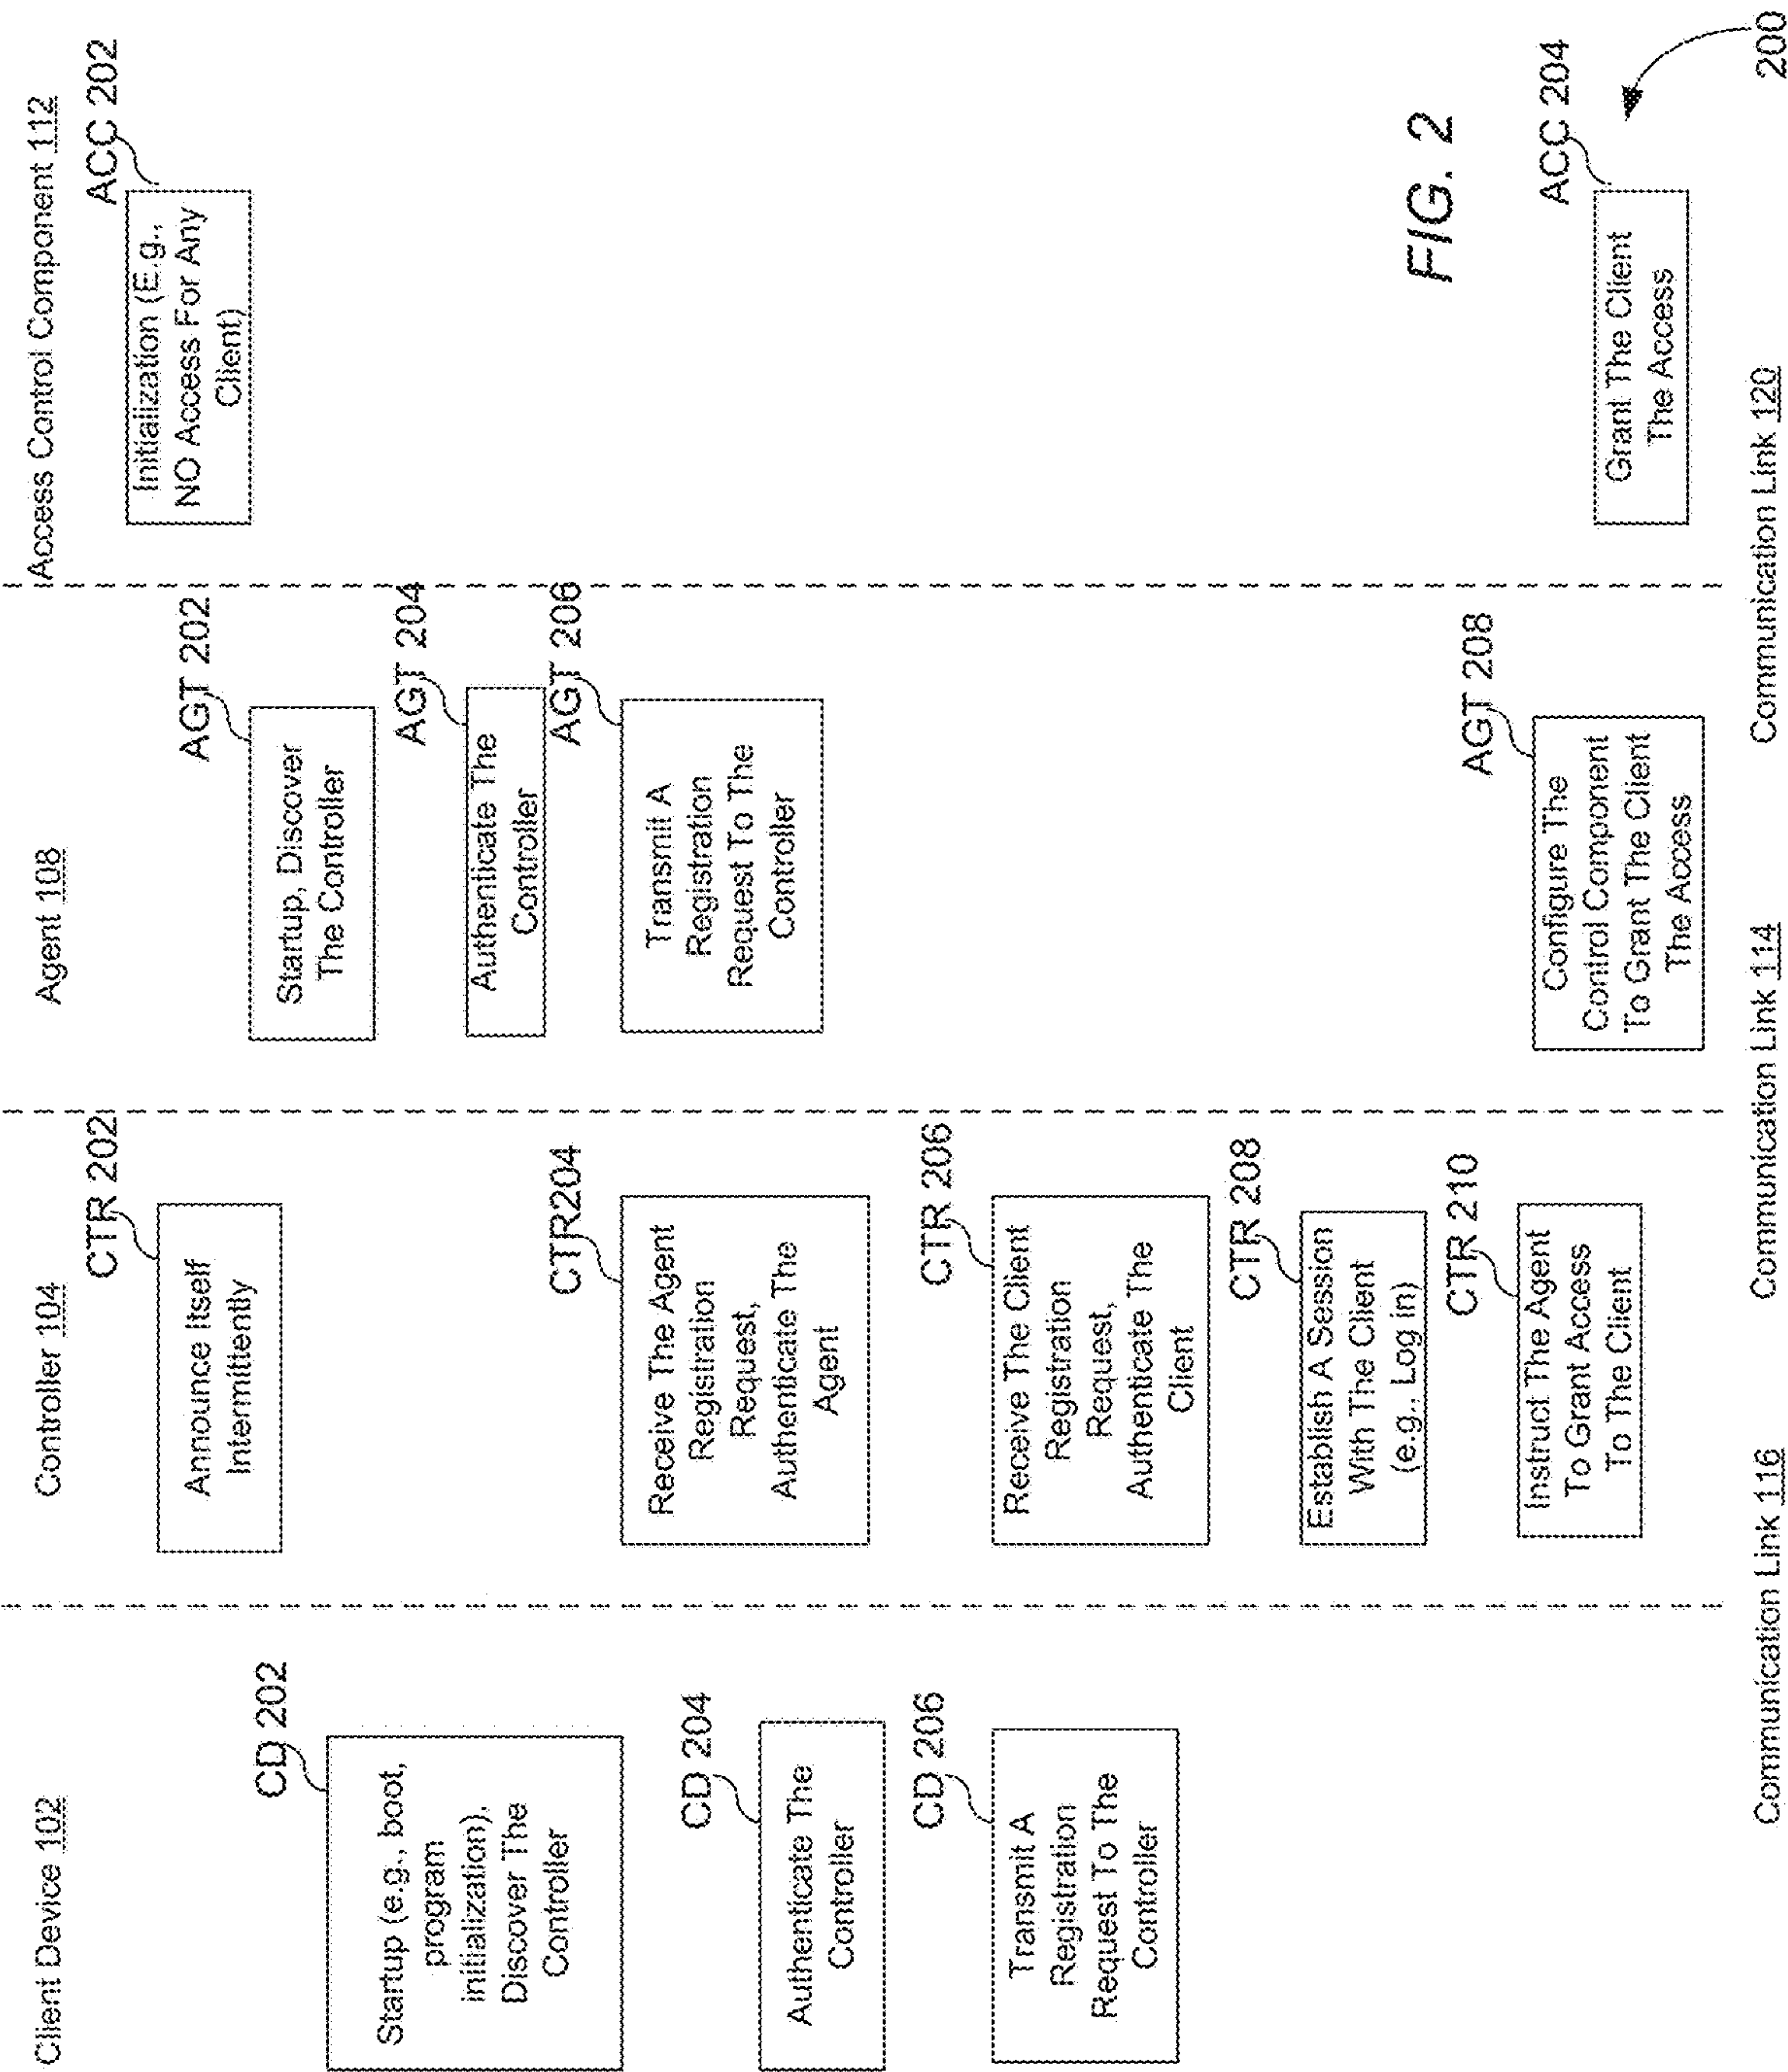 Client Device 102
CD 202
Startup (e.g., boot,
program
initialization),
Discover The
Controller
CD 204
Authenticate The
Controller
CD 206
Transmit A
Registration
Request To The
Controller
Communication Link 116
Controller 104
CTR 202
Announce Itself
Intermittently
CTR204
Receive The Agent
Registration
Request,
Authenticate The
Agent
CTR 206
Receive The Client
Registration
Request,
Authenticate The
Client
CTR 208
Establish A Session
With The Client
(e.g., Log in)
CTR 210
Instruct The Agent
To Grant Access
To The Client
Communication Link 114
Agent 108
AGT 202
Startup, Discover
The Controller
AGT 204
Authenticate The
Controller
AGT 206
Transmit A
Registration
Request To The
Controller
AGT 208
Configure The
Control Component
To Grant The Client
The Access
Communication Link 120
Access Control Component 112
ACC 202
Initialization (E.g.,
NO Access For Any
Client)
FIG. 2
ACC 204
Grant The Client
The Access
200